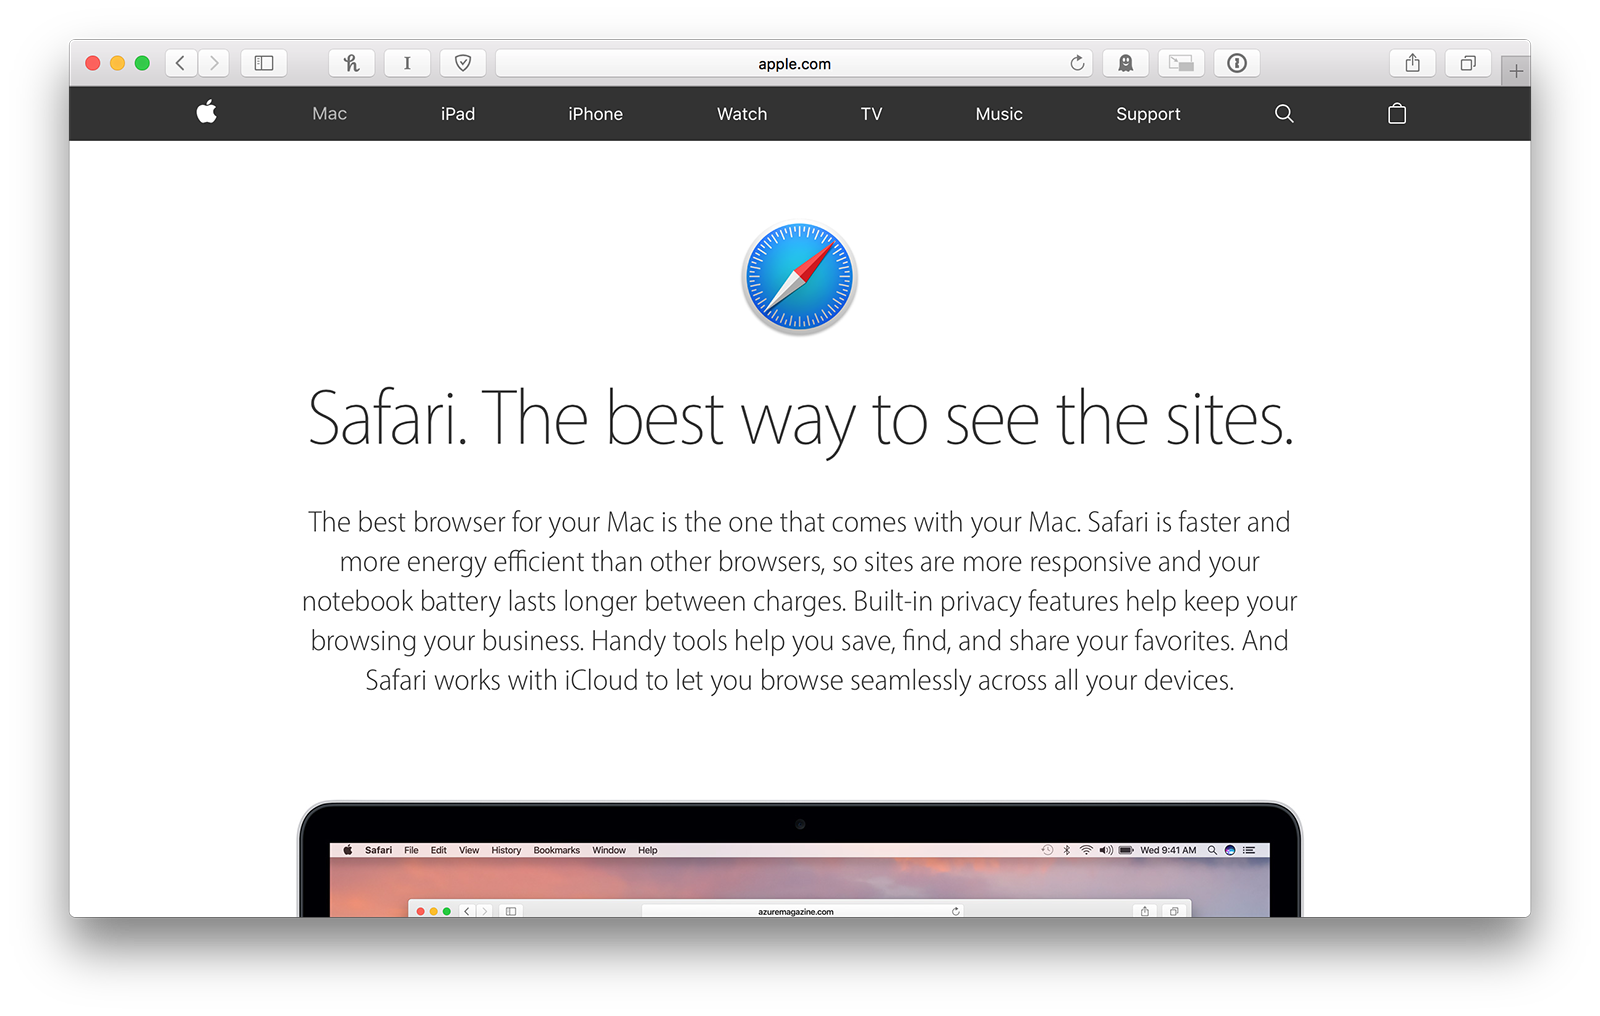 apple.com
Mac iPad iPhone Watch TV Music Support
Safari. The best way to see the sites.
The best browser for your Mac is the one that comes with your Mac. Safari is faster and
more energy efficient than other browsers, so sites are more responsive and your
notebook battery lasts longer between charges. Built-in privacy features help keep your
browsing your business. Handy tools help you save, find, and share your favorites. And
Safari works with iCloud to let you browse seamlessly across all your devices.
Safari File Edit View History Bookmarks Window Help Wed 9:41 AM
azuremagazine.com